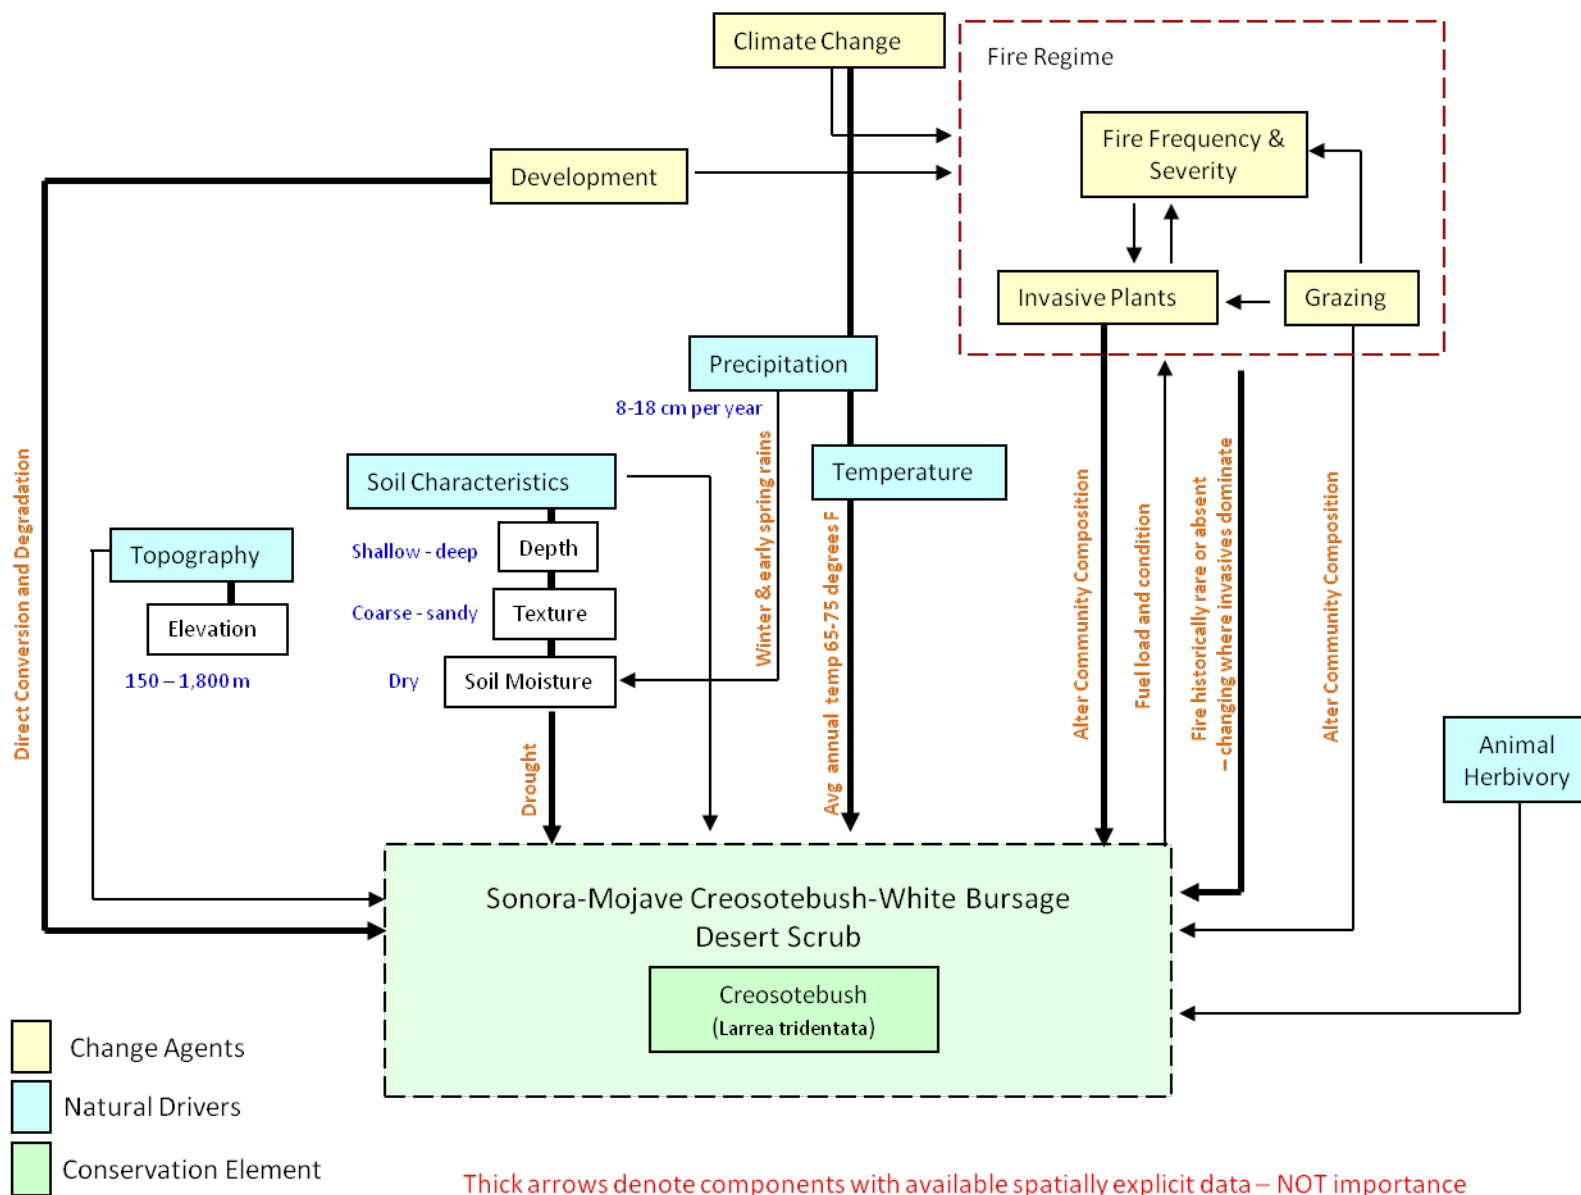 Climate Change
Fire Regime
Fire Frequency &
Severity
Development
Invasive Plants
Grazing
Precipitation
8-18 cm per year
Winter & early spring rains
Temperature
Avg annual temp 65-75 degrees F
Soil Characteristics
Depth
Shallow - deep
Texture
Coarse - sandy
Soil Moisture
Dry
Drought
Topography
Elevation
150 – 1,800 m
Direct Conversion and Degradation
Alter Community Composition
Fuel load and condition
Fire historically rare or absent
– changing where invasives dominate
Alter Community Composition
Animal
Herbivory
Sonora-Mojave Creosotebush-White Bursage
Desert Scrub
Creosotebush
(Larrea tridentata)
Change Agents
Natural Drivers
Conservation Element
Thick arrows denote components with available spatially explicit data – NOT importance